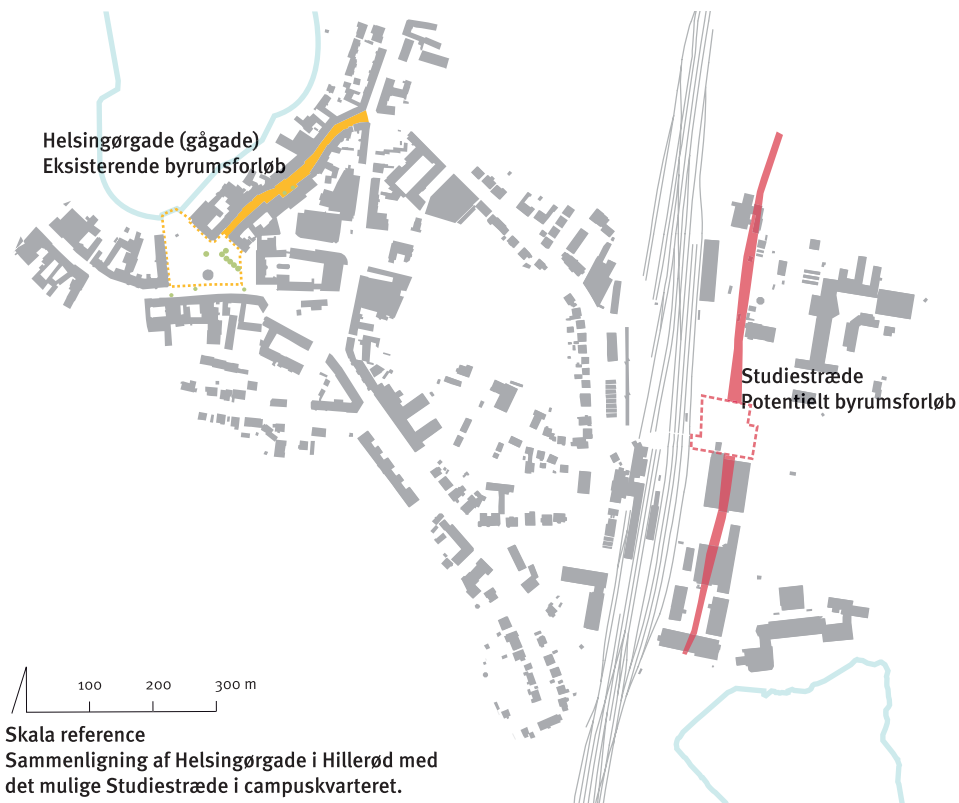 Helsingørgade (gågade)
Eksisterende byrumsforløb
Studiestræde
Potentielt byrumsforløb
100 200 300 m
Skala reference
Sammenligning af Helsingørgade i Hillerød med
det mulige Studiestræde i campuskvarteret.